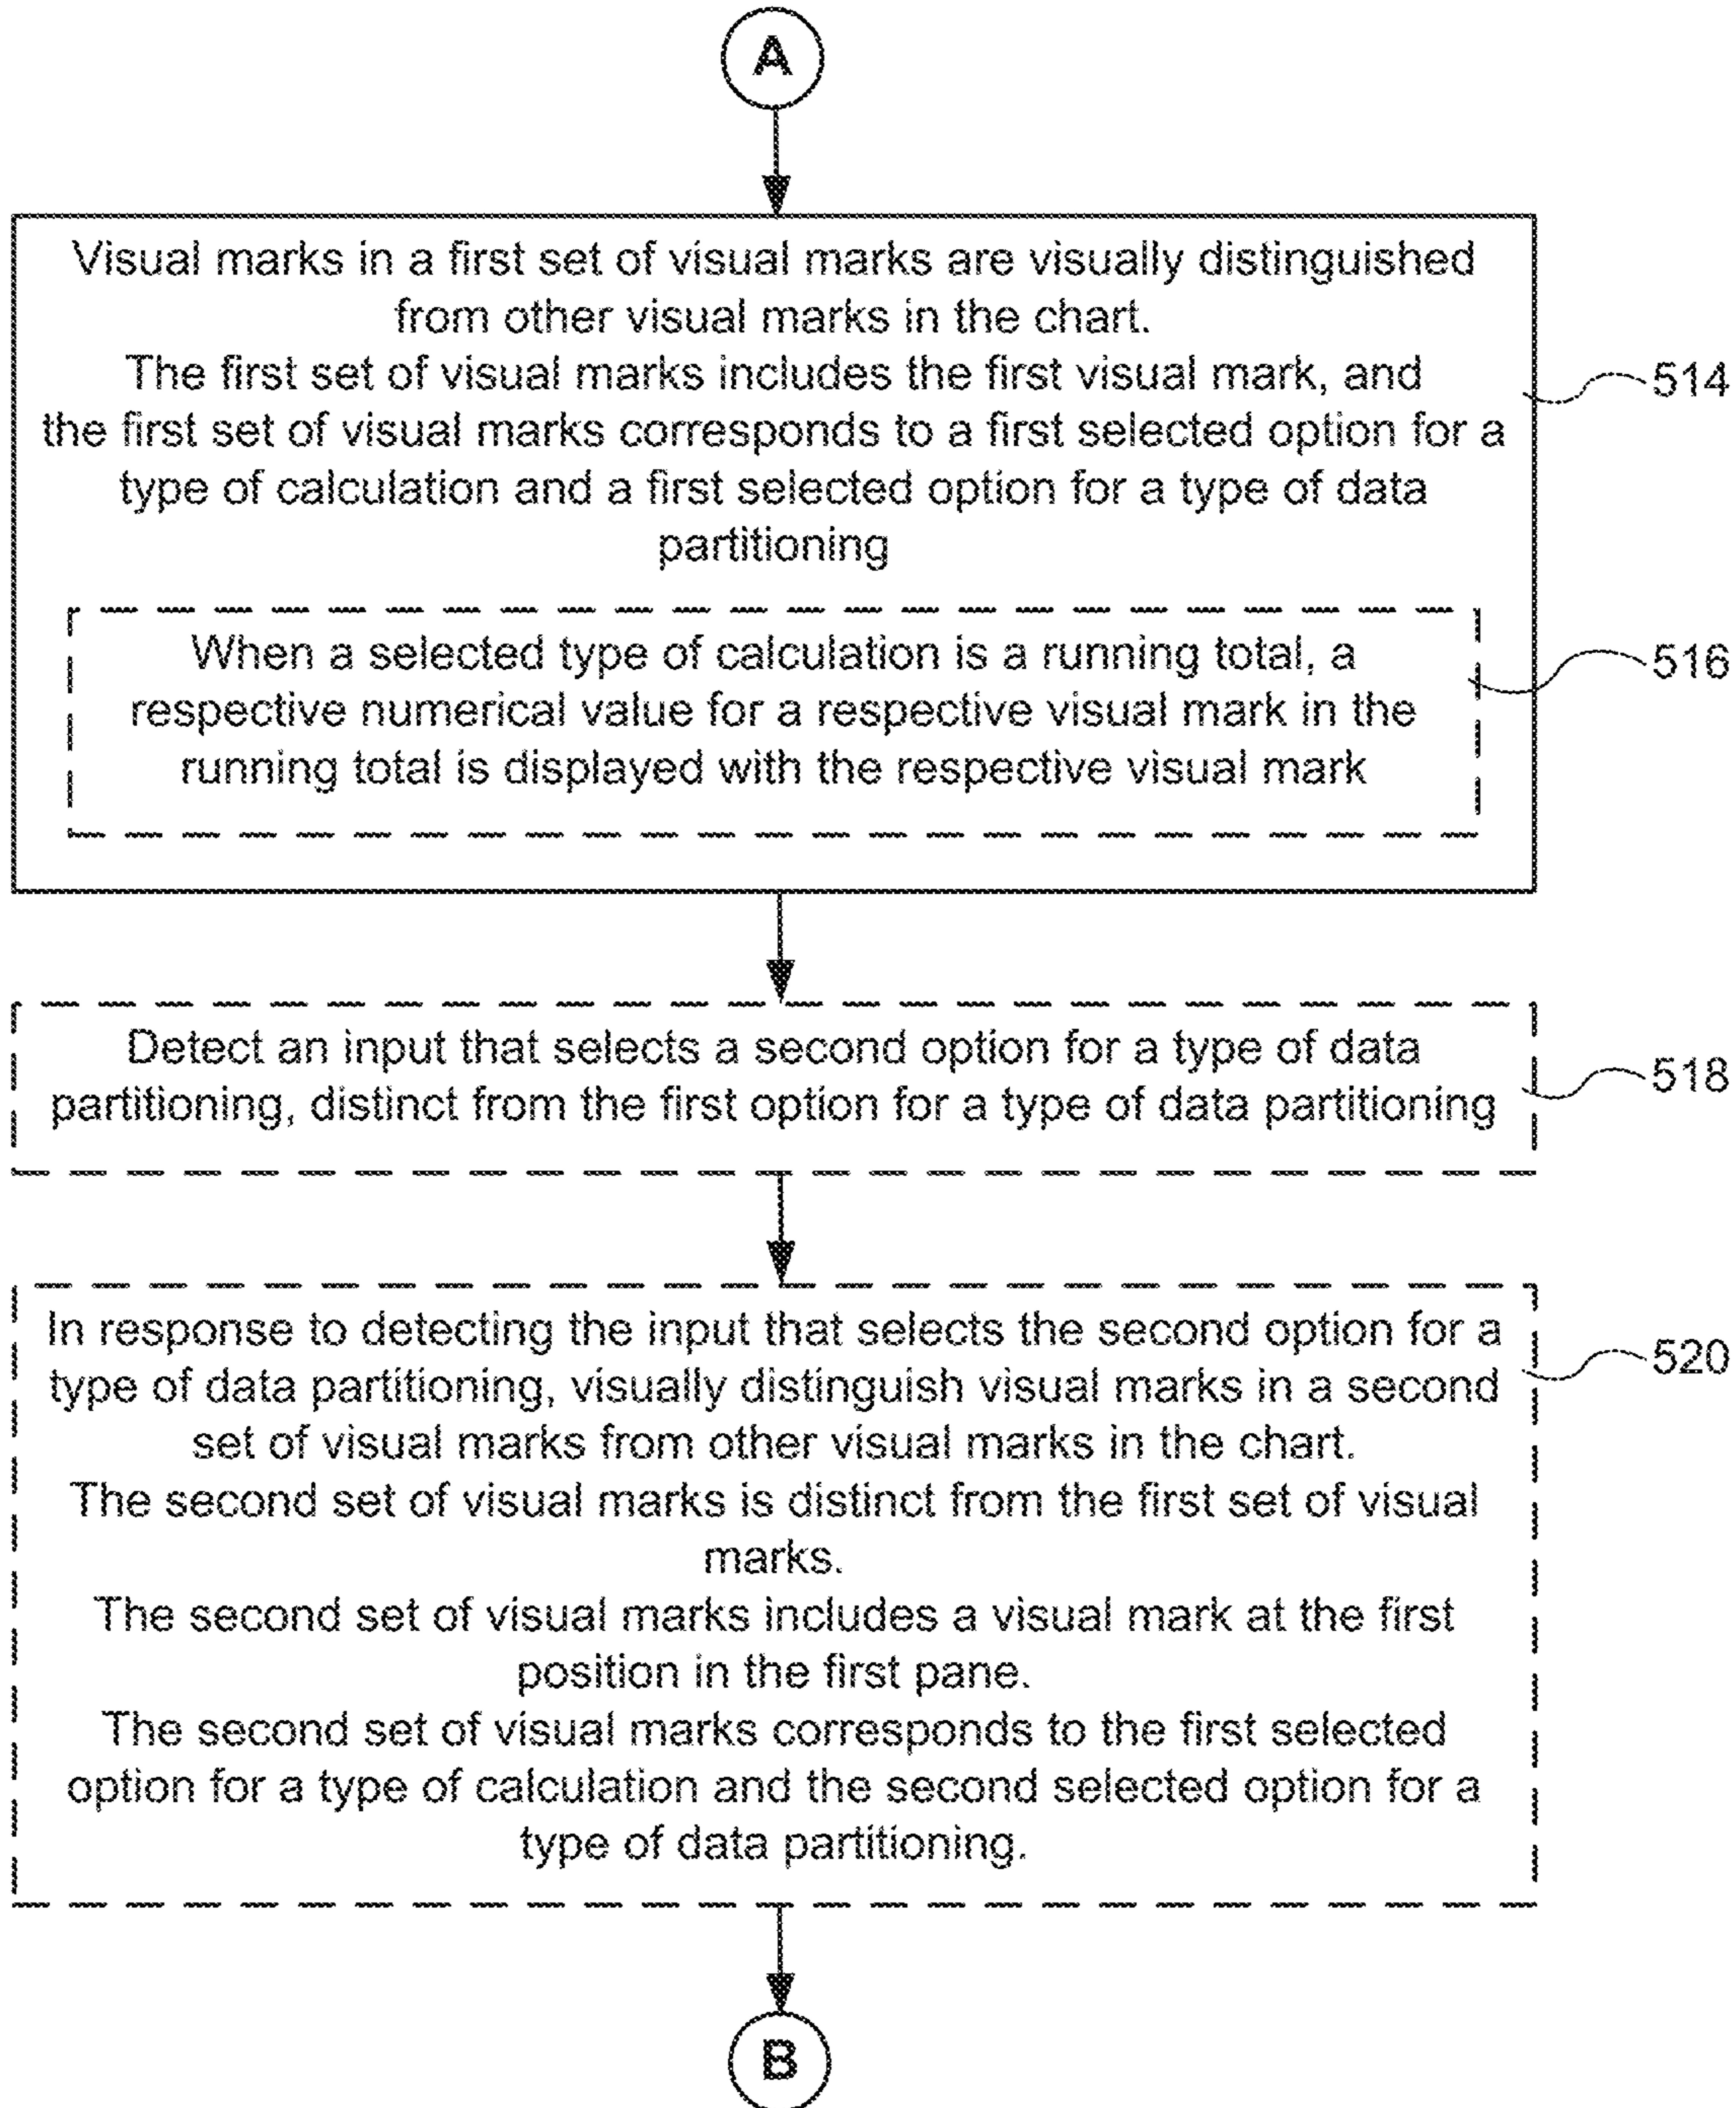 A
Visual marks in a first set of visual marks are visually distinguished
from other visual marks in the chart.
The first set of visual marks includes the first visual mark, and
the first set of visual marks corresponds to a first selected option for a
type of calculation and a first selected option for a type of data
partitioning
514
When a selected type of calculation is a running total, a
respective numerical value for a respective visual mark in the
running total is displayed with the respective visual mark
516
Detect an input that selects a second option for a type of data
partitioning, distinct from the first option for a type of data partitioning
518
In response to detecting the input that selects the second option for a
type of data partitioning, visually distinguish visual marks in a second
set of visual marks from other visual marks in the chart.
The second set of visual marks is distinct from the first set of visual
marks.
The second set of visual marks includes a visual mark at the first
position in the first pane.
The second set of visual marks corresponds to the first selected
option for a type of calculation and the second selected option for a
type of data partitioning.
520
B